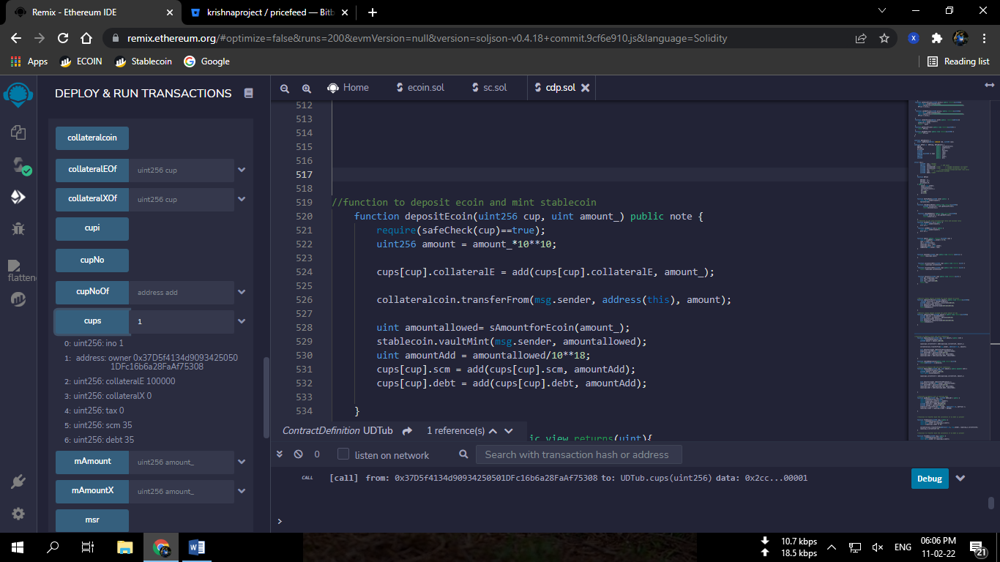 Remix - Ethereum IDE
krishnaproject / pricefeed — Bitb
remix.ethereum.org/#optimize=false&runs=200&evmVersion=null&version=soljson-v0.4.18+commit.9cf6e910.js&language=Solidity
X
Apps
ECOIN
Stablecoin
Google
Reading list
DEPLOY & RUN TRANSACTIONS
Home
ecoin.sol
sc.sol
cdp.sol
flattene
collateralcoin
collateralEOf uint256 cup
collateralXOf uint256 cup
cupi
cupNo
cupNoOf address add
cups 1
0: uint256: ino 1
1: address: owner 0x37D5f4134d9093425050
1DFc16b6a28FaAf75308
2: uint256: collateralE 100000
3: uint256: collateralX 0
4: uint256: tax 0
5: uint256: scm 35
6: uint256: debt 35
mAmount uint256 amount_
mAmountX uint256 amount_
msr
512
513
514
515
516
517
518
519 //function to deposit ecoin and mint stablecoin
520 function depositEcoin(uint256 cup, uint amount_) public note {
521 require(safeCheck(cup)==true);
522 uint256 amount = amount_*10**10;
523
524 cups[cup].collateralE = add(cups[cup].collateralE, amount_);
525
526 collateralcoin.transferFrom(msg.sender, address(this), amount);
527
528 uint amountallowed= sAmountforEcoin(amount_);
529 stablecoin.vaultMint(msg.sender, amountallowed);
530 uint amountAdd = amountallowed/10**18;
531 cups[cup].scm = add(cups[cup].scm, amountAdd);
532 cups[cup].debt = add(cups[cup].debt, amountAdd);
533
534 }
ContractDefinition UDTub 1 reference(s)
ic view returns(uint){
0 listen on network Search with transaction hash or address
CALL [call] from: 0x37D5f4134d90934250501DFc16b6a28FaAf75308 to: UDTub.cups(uint256) data: 0x2cc...00001 Debug
>
10.7 kbps
18.5 kbps
ENG
06:06 PM
11-02-22
21